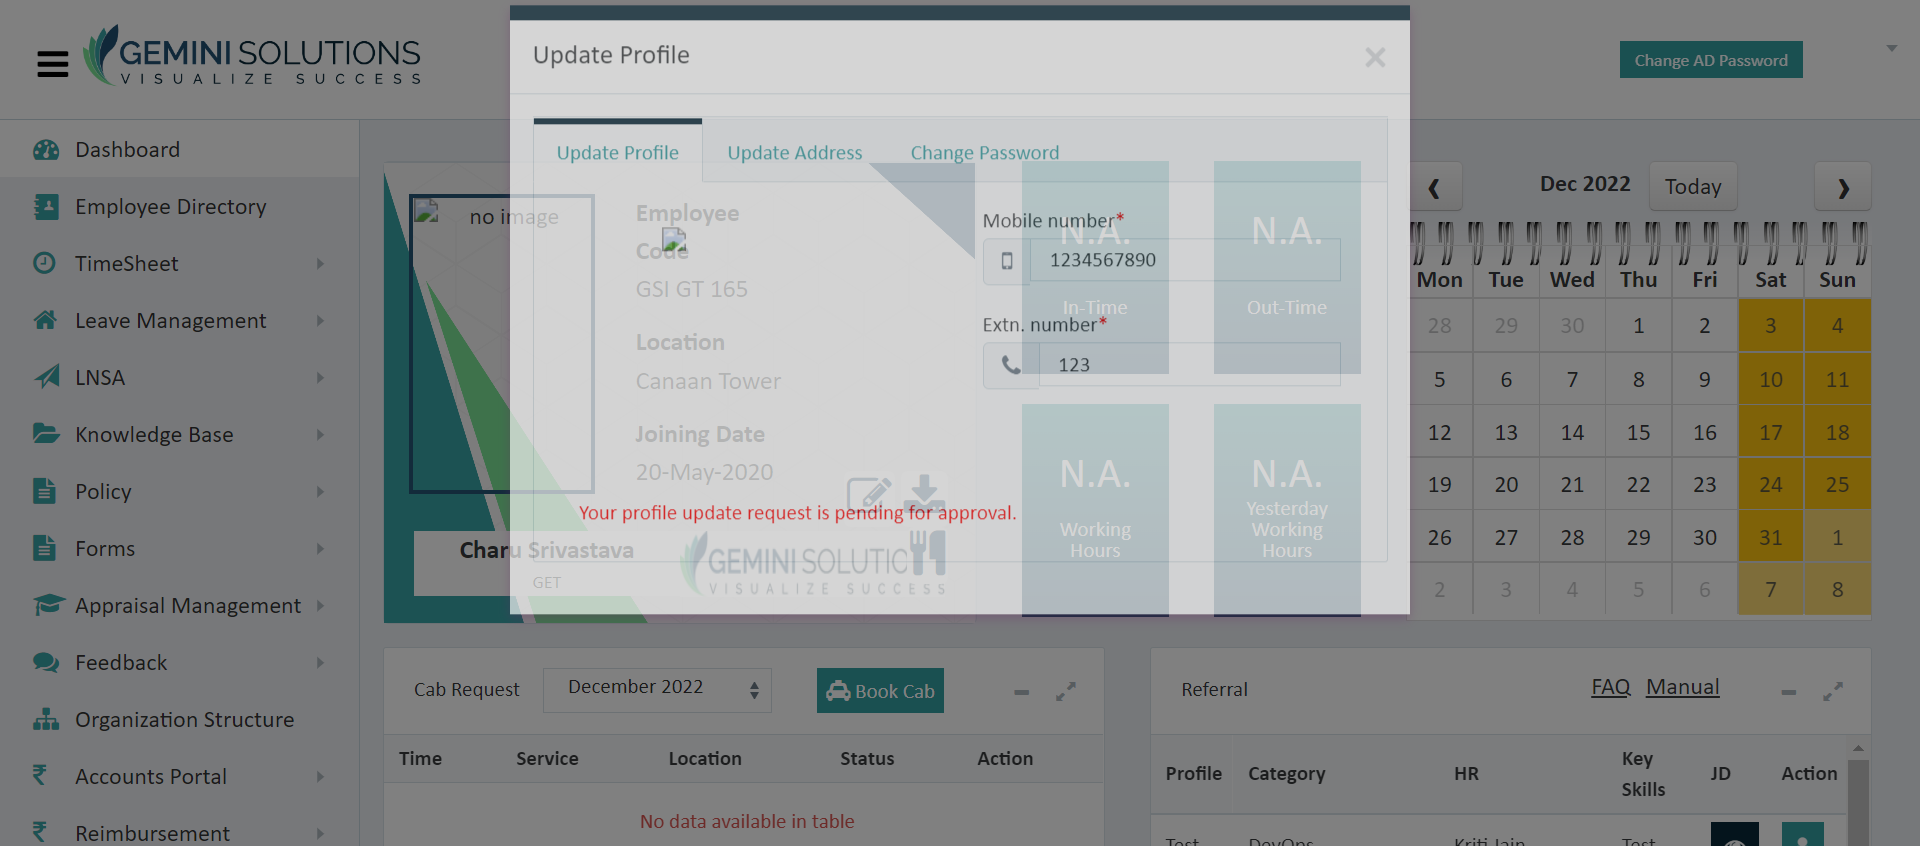 GEMINI SOLUTIONS
VISUALIZE SUCCESS
Change AD Password
Update Profile
×
Update Profile
Update Address
Change Password
Dashboard
Employee Directory
TimeSheet
Leave Management
LNSA
Knowledge Base
Policy
Forms
Appraisal Management
Feedback
Organization Structure
Accounts Portal
Reimbursement
no image
Employee
Code
GSI GT 165
Location
Canaan Tower
Joining Date
20-May-2020
Your profile update request is pending for approval.
Charu Srivastava
GET
GEMINI SOLUTIO
VISUALIZE SUCCESS
Mobile number*
1234567890
Extn. number*
123
N.A.
In-Time
N.A.
Out-Time
N.A.
Working
Hours
N.A.
Yesterday
Working
Hours
❮ Dec 2022 Today ❯
Mon Tue Wed Thu Fri Sat Sun
28 29 30 1 2 3 4
5 6 7 8 9 10 11
12 13 14 15 16 17 18
19 20 21 22 23 24 25
26 27 28 29 30 31 1
2 3 4 5 6 7 8
Cab Request
December 2022
Book Cab
Time Service Location Status Action
No data available in table
Referral
FAQ Manual
Profile Category HR Key Skills JD Action
Test DevOps Kriti Jain Test